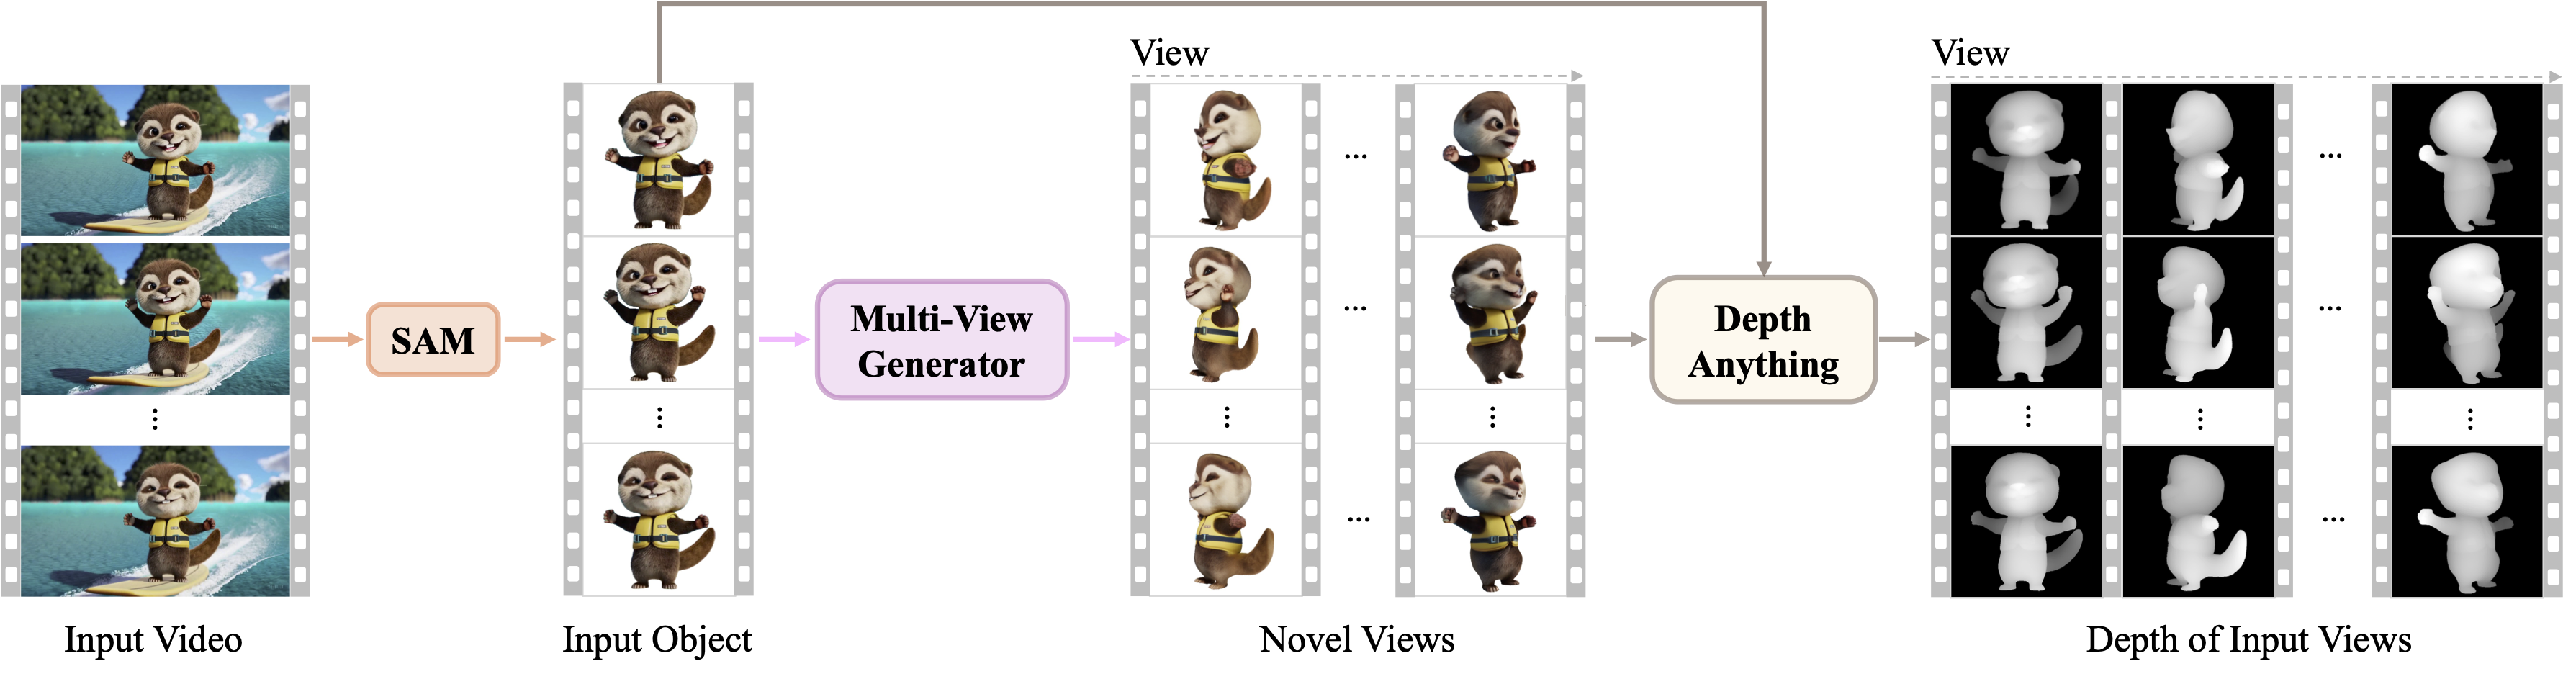 View
View
SAM
Multi-View
Generator
Depth
Anything
Input Video
Input Object
Novel Views
Depth of Input Views